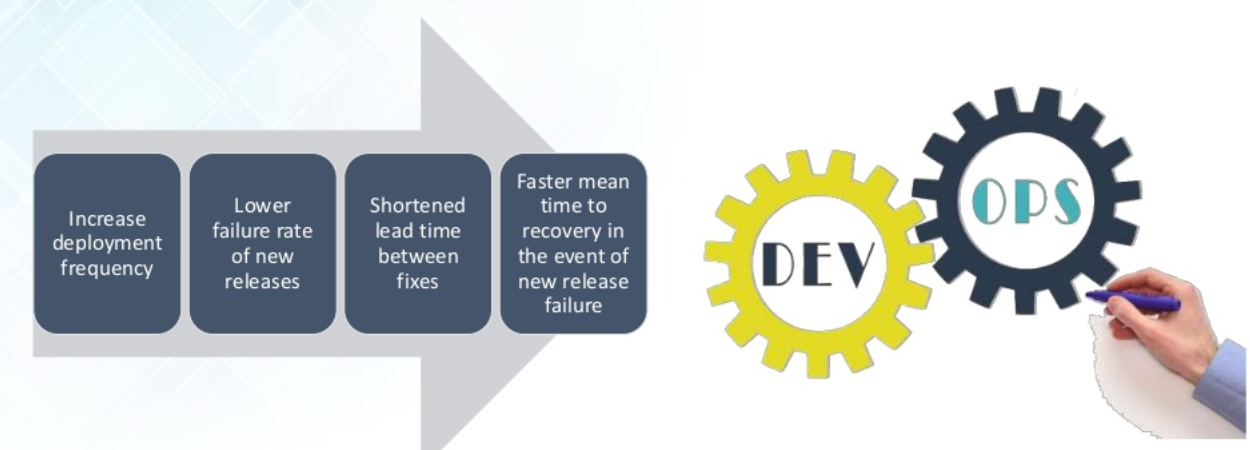 Increase
deployment
frequency
Lower
failure rate
of new
releases
Shortened
lead time
between
fixes
Faster mean
time to
recovery in
the event of
new release
failure
DEV
OPS